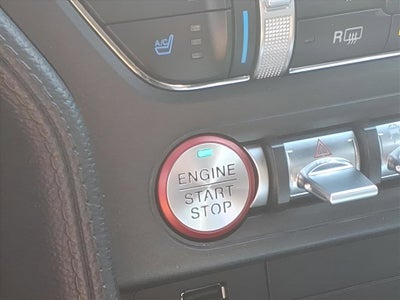 A/C
R
ENGINE
START
STOP